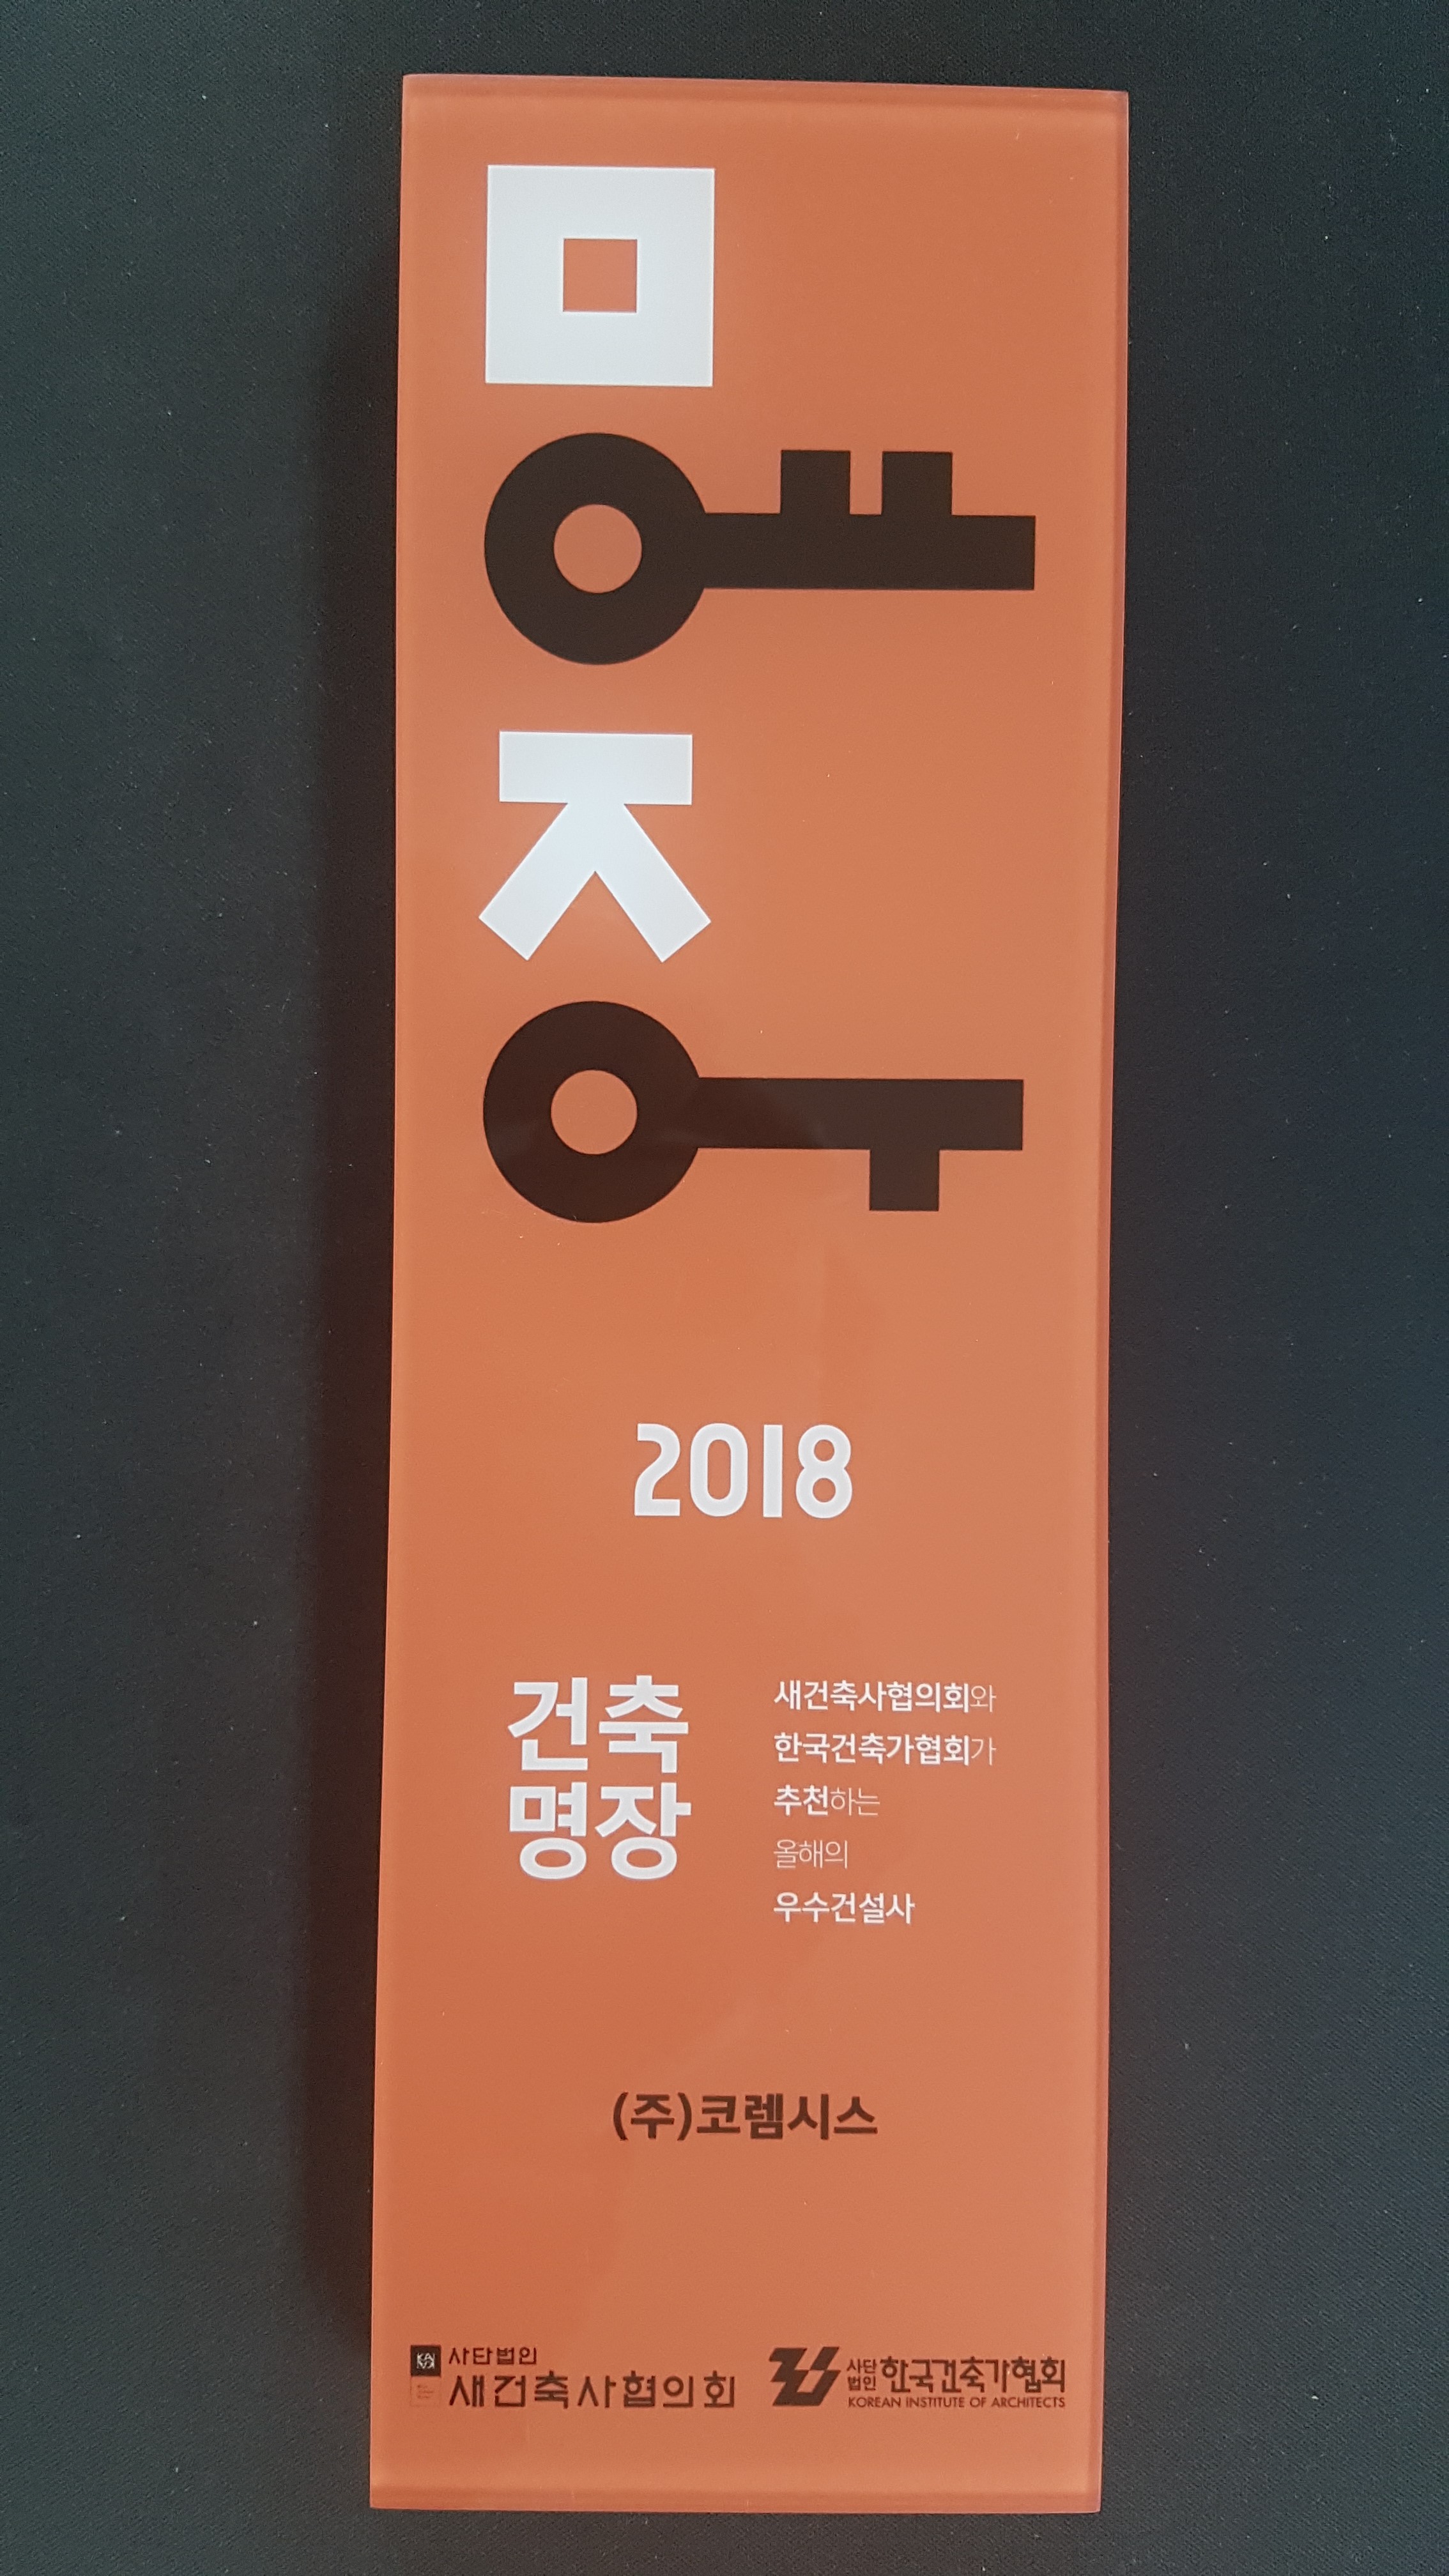 명
장
2018
건축
명장
새건축사협의회와
한국건축가협회가
추천하는
올해의
우수건설사
(주)코렘시스
사단법인
새건축사협의회
사단
법인 한국건축가협회
KOREAN INSTITUTE OF ARCHITECTS